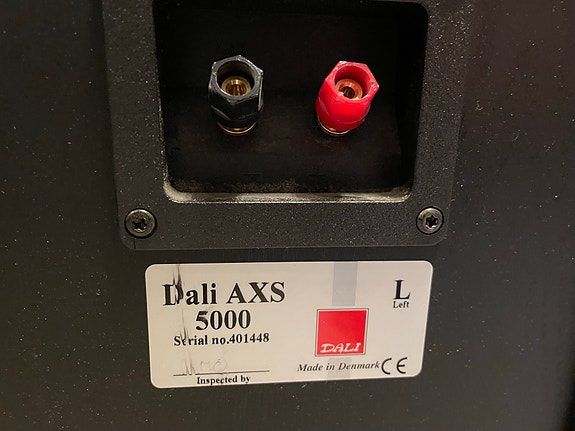 Dali AXS
5000
Serial no.401448
Inspected by
DALI
Made in Denmark CE
L
Left